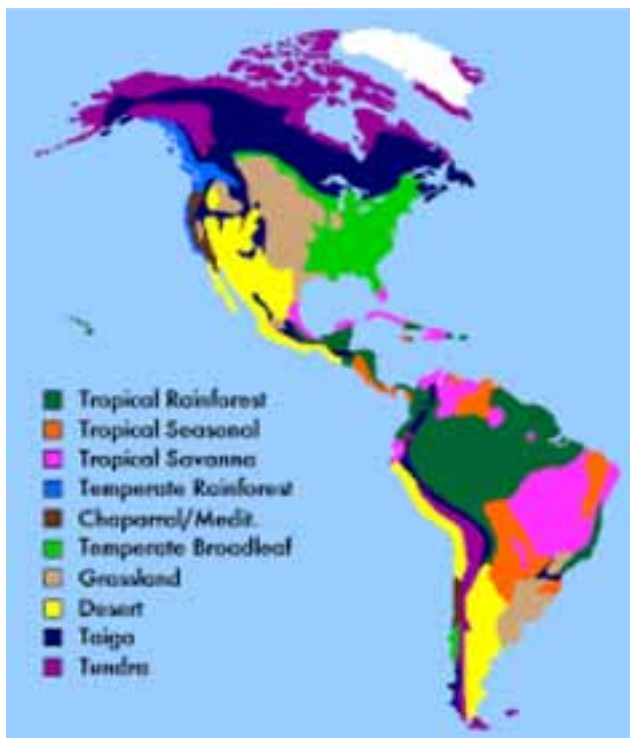 Tropical Rainforest
Tropical Seasonal
Tropical Savanna
Temperate Rainforest
Chaparral/Medit.
Temperate Broadleaf
Grassland
Desert
Taiga
Tundra